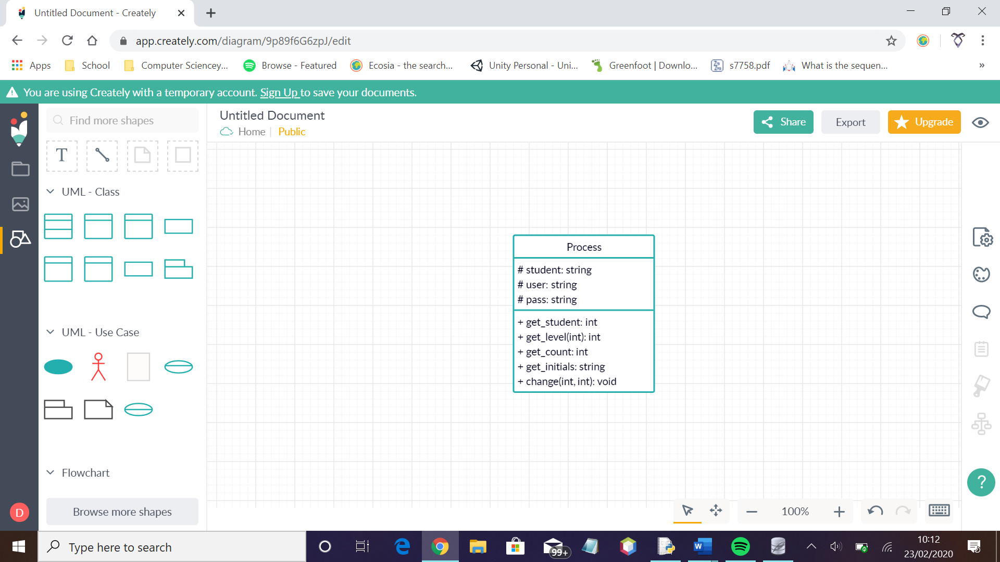 Untitled Document - Creately
app.creately.com/diagram/9p89f6G6zpJ/edit
Apps School Computer Sciencey... Browse - Featured Ecosia - the search... Unity Personal - Uni... Greenfoot | Downlo... s7758.pdf What is the sequen... »
You are using Creately with a temporary account. Sign Up to save your documents.
Find more shapes
Untitled Document
Home | Public
Share Export Upgrade
T
UML - Class
UML - Use Case
Flowchart
Browse more shapes
D
Process
# student: string
# user: string
# pass: string
+ get_student: int
+ get_level(int): int
+ get_count: int
+ get_initials: string
+ change(int, int): void
?
100%
Type here to search
99+
W
10:12
23/02/2020